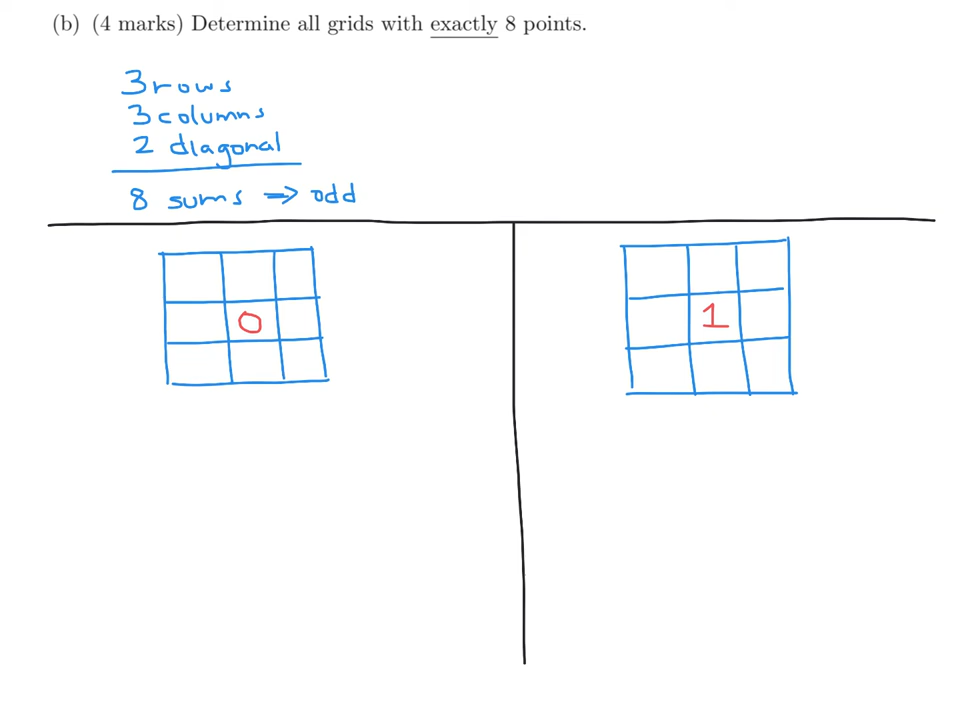 (b) (4 marks) Determine all grids with exactly 8 points.
3 rows
3 columns
2 diagonal
8 sums ⇒ odd
0
1